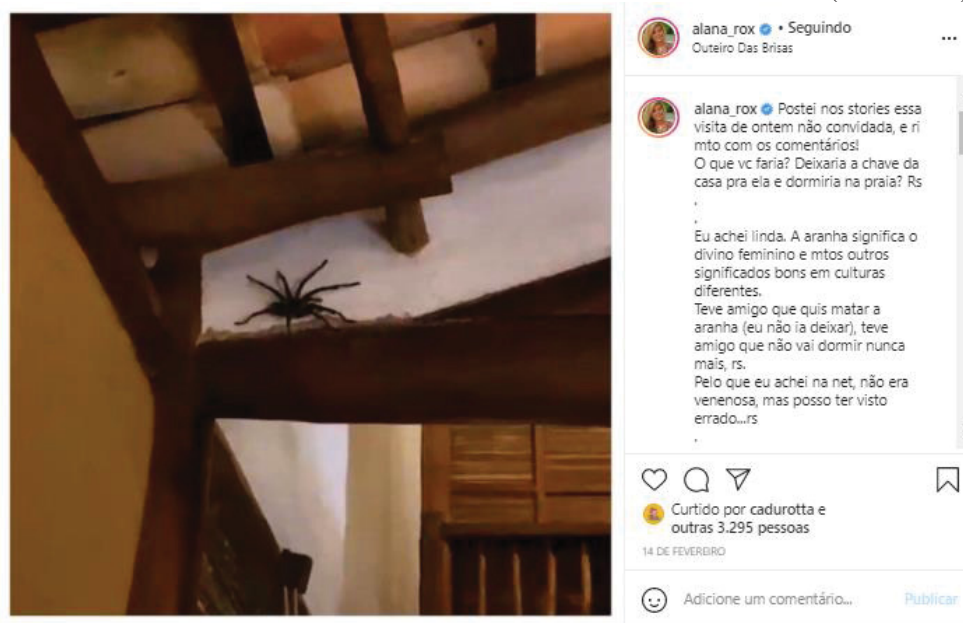 alana_rox • Seguindo
Outeiro Das Brisas
...
alana_rox Postei nos stories essa
visita de ontem não convidada, e ri
mto com os comentários!
O que vc faria? Deixaria a chave da
casa pra ela e dormiria na praia? Rs
.
.
Eu achei linda. A aranha significa o
divino feminino e mtos outros
significados bons em culturas
diferentes.
Teve amigo que quis matar a
aranha (eu não ia deixar), teve
amigo que não vai dormir nunca
mais, rs.
Pelo que eu achei na net, não era
venenosa, mas posso ter visto
errado...rs
.
Curtido por cadurotta e
outras 3.295 pessoas
14 DE FEVEREIRO
Adicione um comentário... Publicar